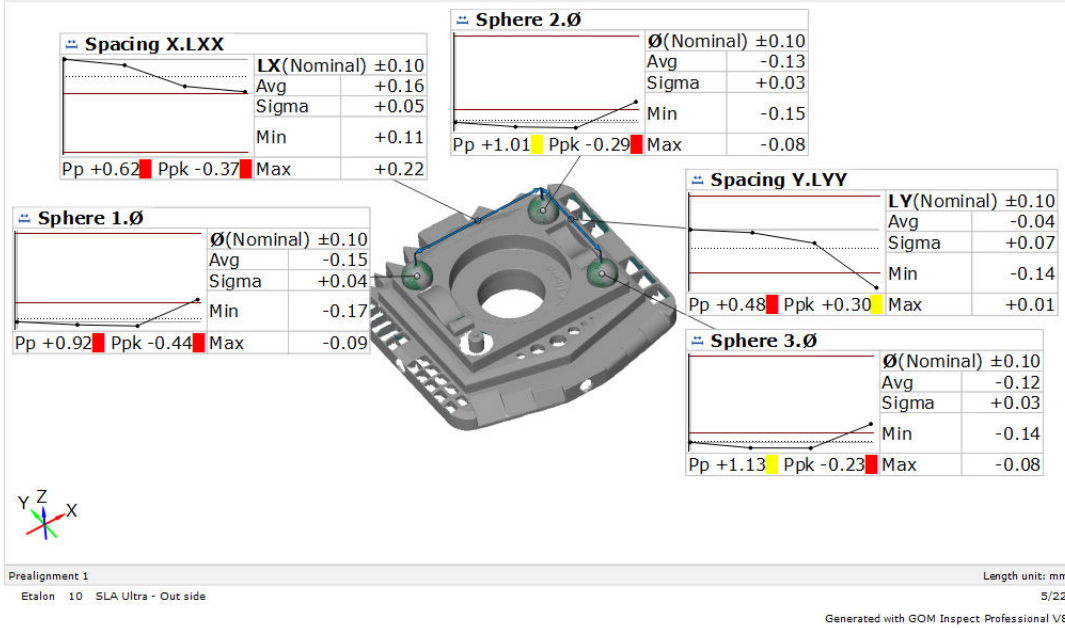 Sphere 2.Ø
Ø(Nominal) ±0.10
Avg -0.13
Sigma +0.03
Min -0.15
Pp +1.01 Ppk -0.29 Max -0.08
Spacing X.LXX
LX(Nominal) ±0.10
Avg +0.16
Sigma +0.05
Min +0.11
Pp +0.62 Ppk -0.37 Max +0.22
Spacing Y.LYY
LY(Nominal) ±0.10
Avg -0.04
Sigma +0.07
Min -0.14
Pp +0.48 Ppk +0.30 Max +0.01
Sphere 1.Ø
Ø(Nominal) ±0.10
Avg -0.15
Sigma +0.04
Min -0.17
Pp +0.92 Ppk -0.44 Max -0.09
Sphere 3.Ø
Ø(Nominal) ±0.10
Avg -0.12
Sigma +0.03
Min -0.14
Pp +1.13 Ppk -0.23 Max -0.08
Y Z X
Prealignment 1 Length unit: mm
Etalon 10 SLA Ultra - Out side 5/22
Generated with GOM Inspect Professional V8